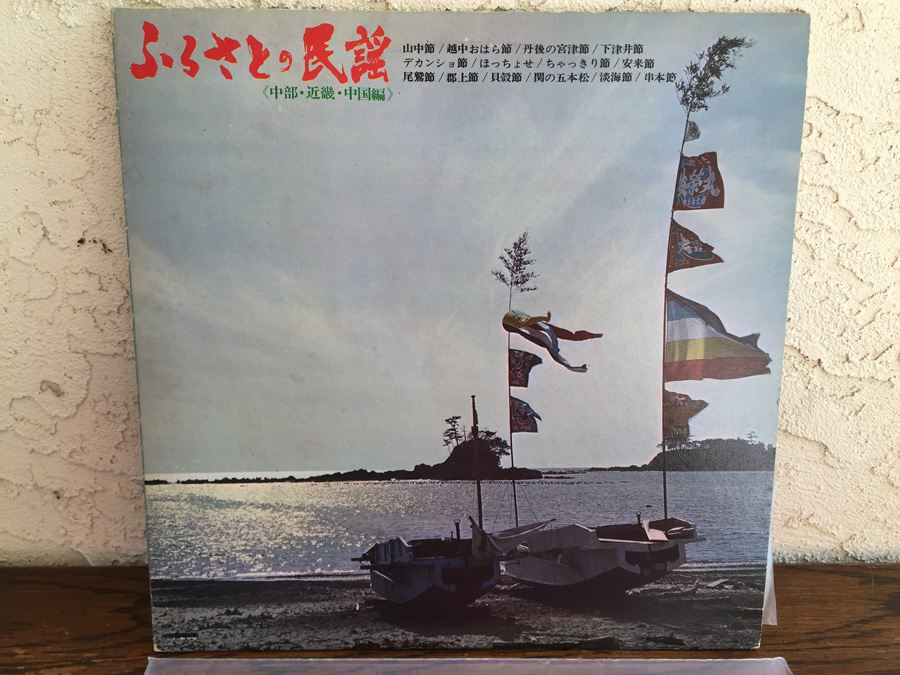 ふるさとの民謡
《中部・近畿・中国編》
山中節/越中おはら節/丹後の宮津節/下津井節
デカンショ節/ほっちょせ/ちゃっきり節/安来節
尾鷲節/郡上節/貝殻節/関の五本松/淡海節/串本節